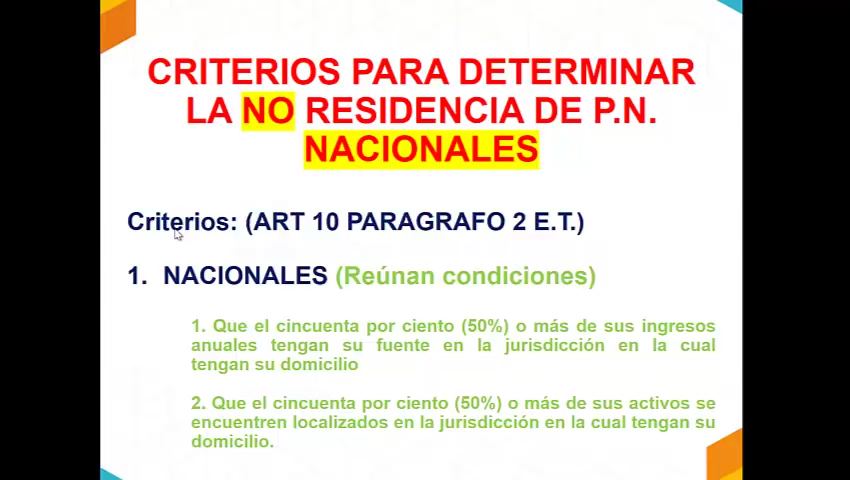 CRITERIOS PARA DETERMINAR
LA NO RESIDENCIA DE P.N.
NACIONALES
Criterios: (ART 10 PARAGRAFO 2 E.T.)
1. NACIONALES (Reúnan condiciones)
1. Que el cincuenta por ciento (50%) o más de sus ingresos
anuales tengan su fuente en la jurisdicción en la cual
tengan su domicilio
2. Que el cincuenta por ciento (50%) o más de sus activos se
encuentren localizados en la jurisdicción en la cual tengan su
domicilio.